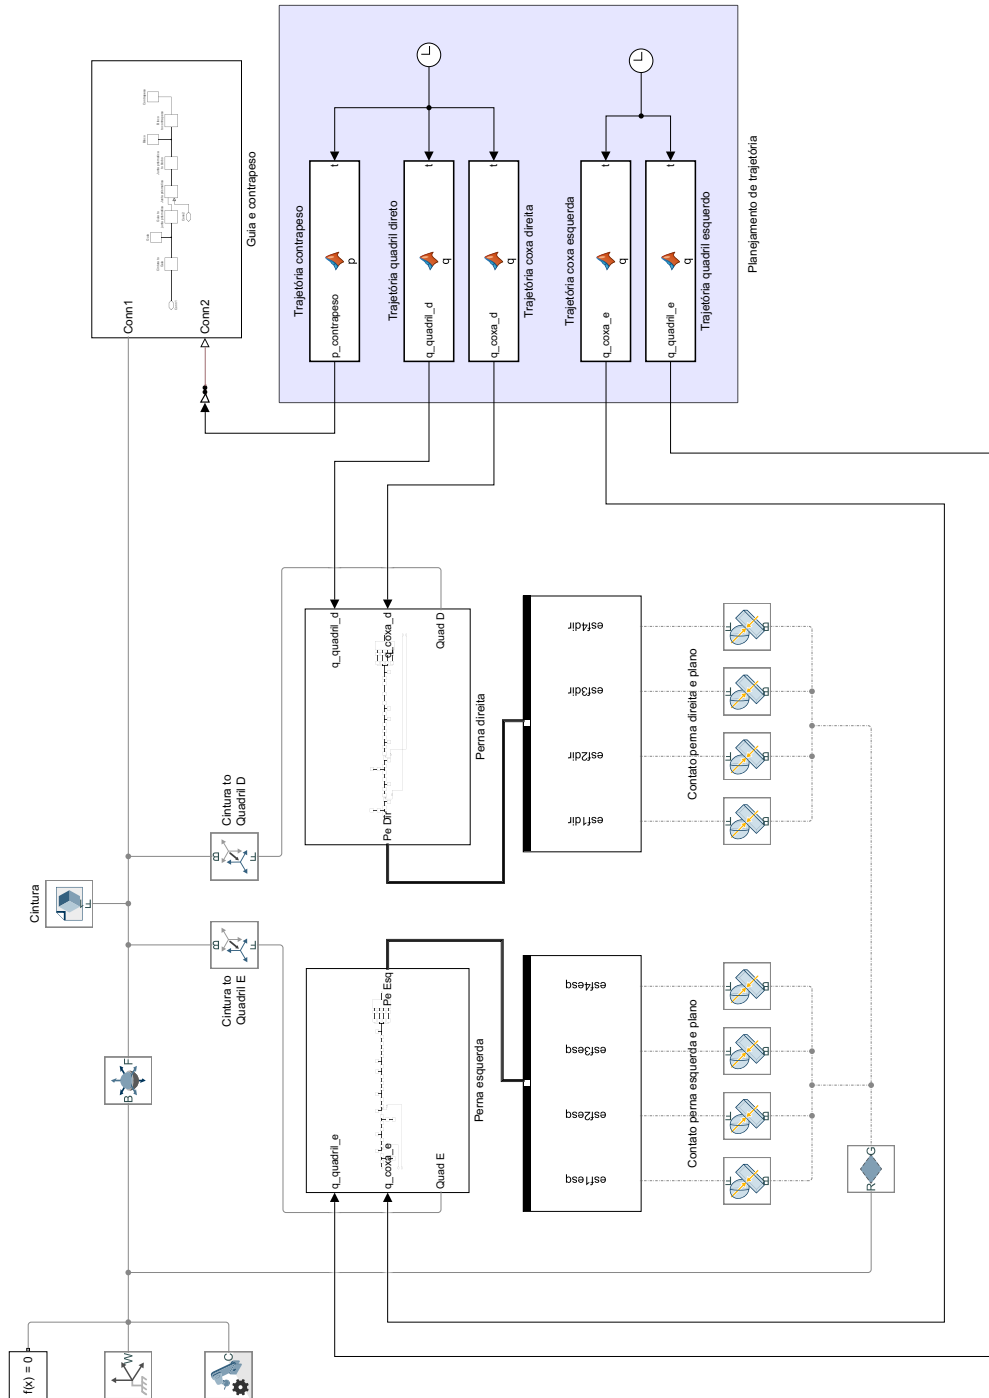 f(x) = 0
W
C
B
F
Cintura
F
Cintura to
Quadril E
B
F
Cintura to
Quadril D
B
F
Conn1
Conn2
Guia e contrapeso
q_quadril_e
q_coxa_e
Quad E
Pe Esq
Perna esquerda
Pe Dir
q_quadril_d
q_coxa_d
Quad D
Perna direita
Trajetória contrapeso
p_contrapeso
p
t
Trajetória quadril direto
q_quadril_d
q
t
q_coxa_d
q
t
Trajetória coxa direita
Trajetória coxa esquerda
q_coxa_e
q
t
q_quadril_e
q
t
Trajetória quadril esquerdo
Planejamento de trajetória
esf1esq
esf2esq
esf3esq
esf4esq
Contato perna esquerda e plano
F
B
F
B
F
B
F
B
esf1dir
esf2dir
esf3dir
esf4dir
Contato perna direita e plano
F
B
F
B
F
B
F
B
R
G